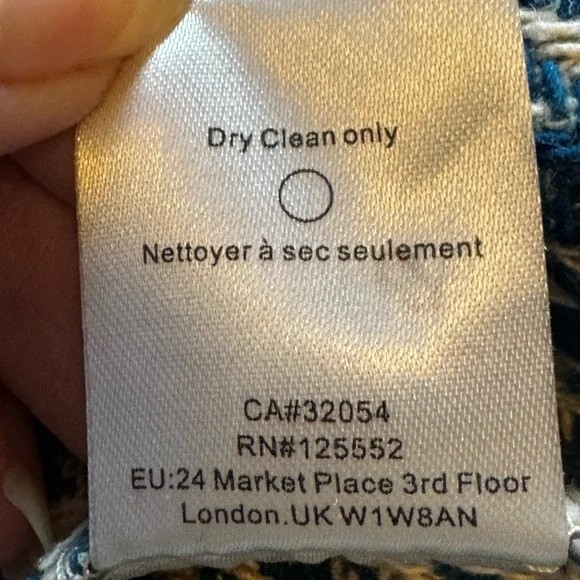 Dry Clean only
Nettoyer à sec seulement
CA#32054
RN#125552
EU:24 Market Place 3rd Floor
London.UK W1W8AN